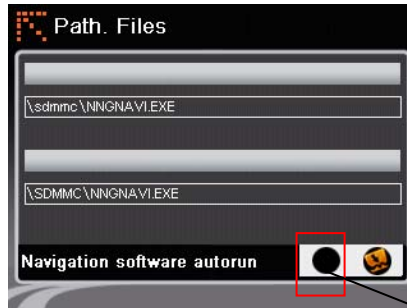 Path. Files
\sdmmc\NNGNAVI.EXE
\SDMMC\NNGNAVI.EXE
Navigation software autorun